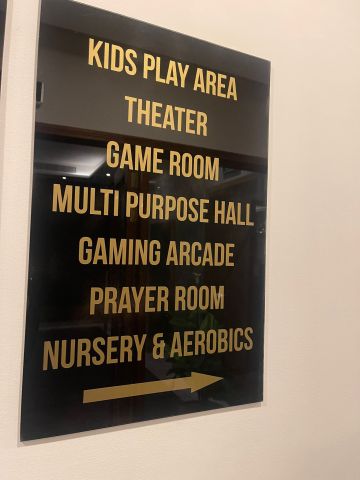 KIDS PLAY AREA
THEATER
GAME ROOM
MULTI PURPOSE HALL
GAMING ARCADE
PRAYER ROOM
NURSERY & AEROBICS